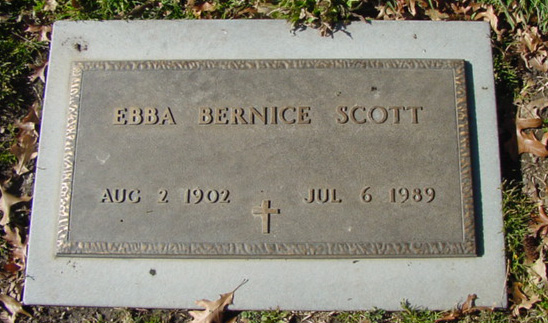 EBBA BERNICE SCOTT
AUG 2 1902 JUL 6 1989